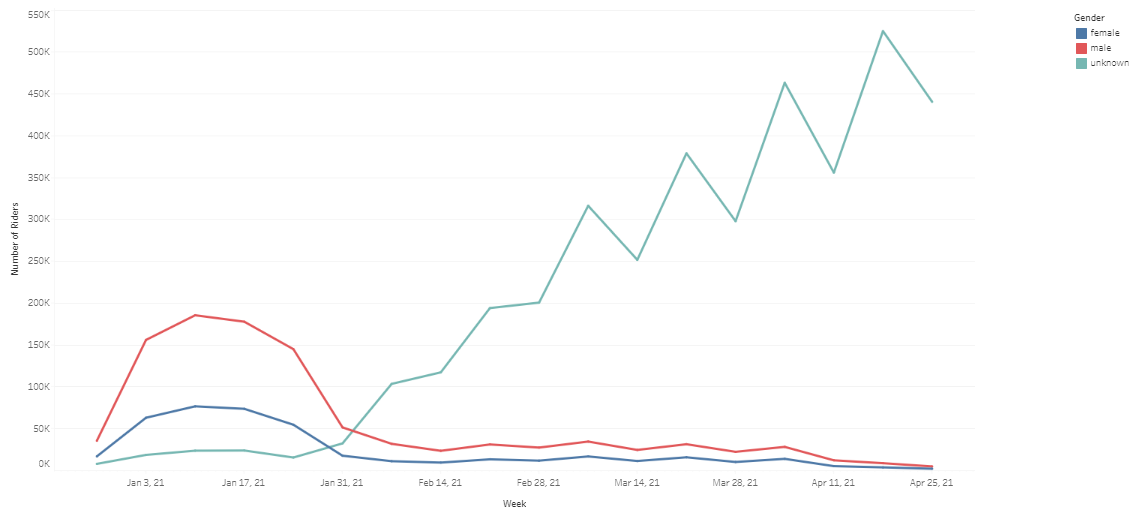 Gender
female
male
unknown
Number of Riders
550K
500K
450K
400K
350K
300K
250K
200K
150K
100K
50K
0K
Jan 3, 21 Jan 17, 21 Jan 31, 21 Feb 14, 21 Feb 28, 21 Mar 14, 21 Mar 28, 21 Apr 11, 21 Apr 25, 21
Week